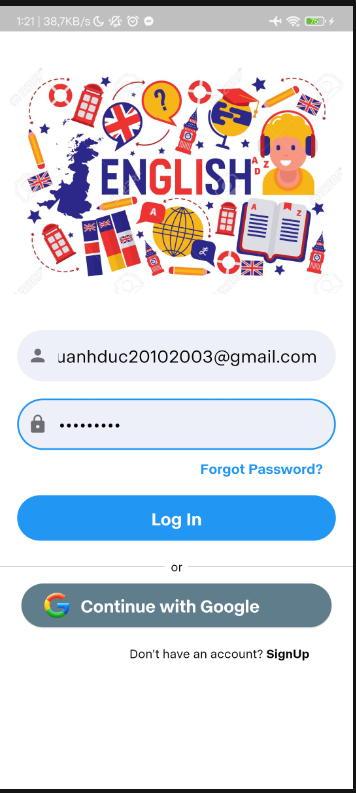 1:21 | 38,7KB/s
A
Z
D
ENGLISH
A
A
Z
uanhduc20102003@gmail.com
•••••••••
Forgot Password?
Log In
or
Continue with Google
Don't have an account? SignUp